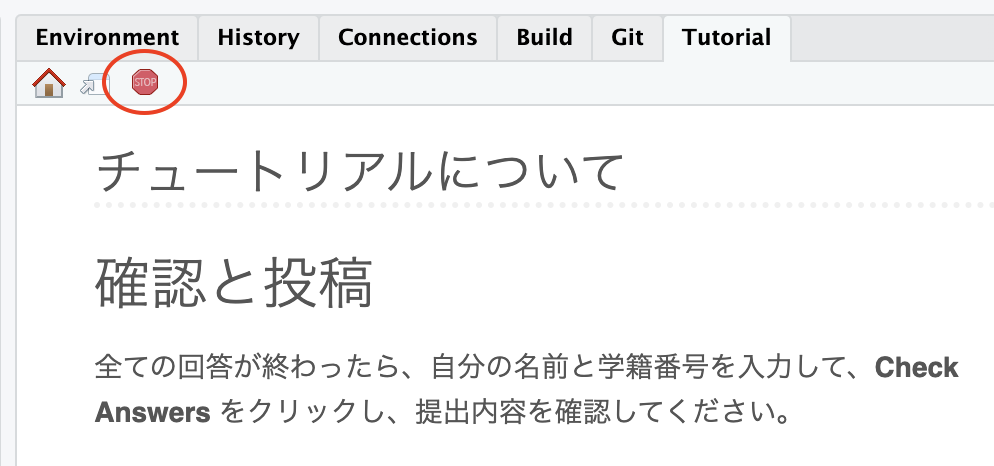 Environment History Connections Build Git Tutorial
STOP
チュートリアルについて
確認と投稿
全ての回答が終わったら、自分の名前と学籍番号を入力して、Check
Answers をクリックし、提出内容を確認してください。